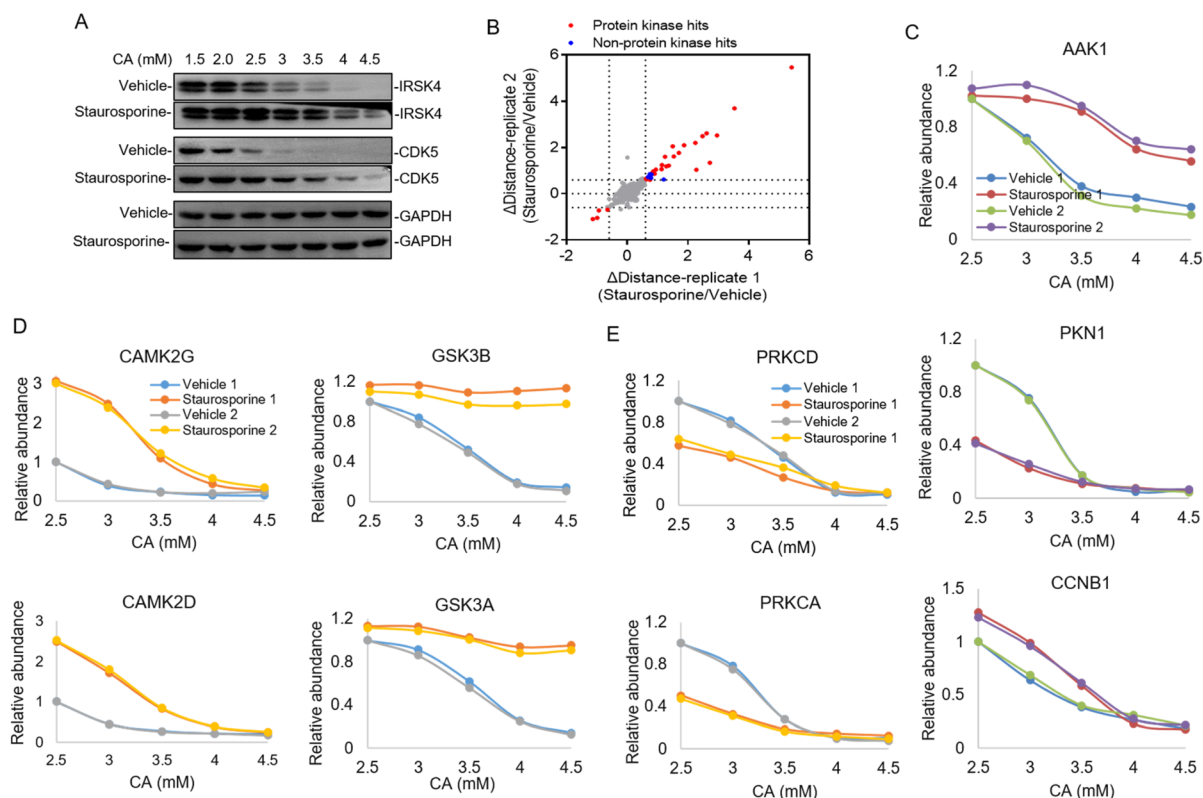 A
CA (mM)
1.5 2.0 2.5 3 3.5 4 4.5
Vehicle- -IRSK4
Staurosporine- -IRSK4
Vehicle- -CDK5
Staurosporine- -CDK5
Vehicle- -GAPDH
Staurosporine- -GAPDH
B
Protein kinase hits
Non-protein kinase hits
ΔDistance-replicate 2
(Staurosporine/Vehicle)
6
4
2
0
-2
-2 0 2 4 6
ΔDistance-replicate 1
(Staurosporine/Vehicle)
C
AAK1
Relative abundance
1.2
0.8
0.4
0
Vehicle 1
Staurosporine 1
Vehicle 2
Staurosporine 2
2.5 3 3.5 4 4.5
CA (mM)
D
CAMK2G
Relative abundance
3
2
1
0
Vehicle 1
Staurosporine 1
Vehicle 2
Staurosporine 2
2.5 3 3.5 4 4.5
CA (mM)
GSK3B
Relative abundance
1.2
0.8
0.4
0
2.5 3 3.5 4 4.5
CA (mM)
CAMK2D
Relative abundance
3
2
1
0
2.5 3 3.5 4 4.5
CA (mM)
GSK3A
Relative abundance
1.2
0.8
0.4
0
2.5 3 3.5 4 4.5
CA (mM)
E
PRKCD
Relative abundance
1.2
0.8
0.4
0
Vehicle 1
Staurosporine 1
Vehicle 2
Staurosporine 1
2.5 3 3.5 4 4.5
CA (mM)
PKN1
Relative abundance
1.2
0.8
0.4
0
2.5 3 3.5 4 4.5
CA (mM)
PRKCA
Relative abundance
1.2
0.8
0.4
0
2.5 3 3.5 4 4.5
CA (mM)
CCNB1
Relative abundance
1.5
1
0.5
0
2.5 3 3.5 4 4.5
CA (mM)